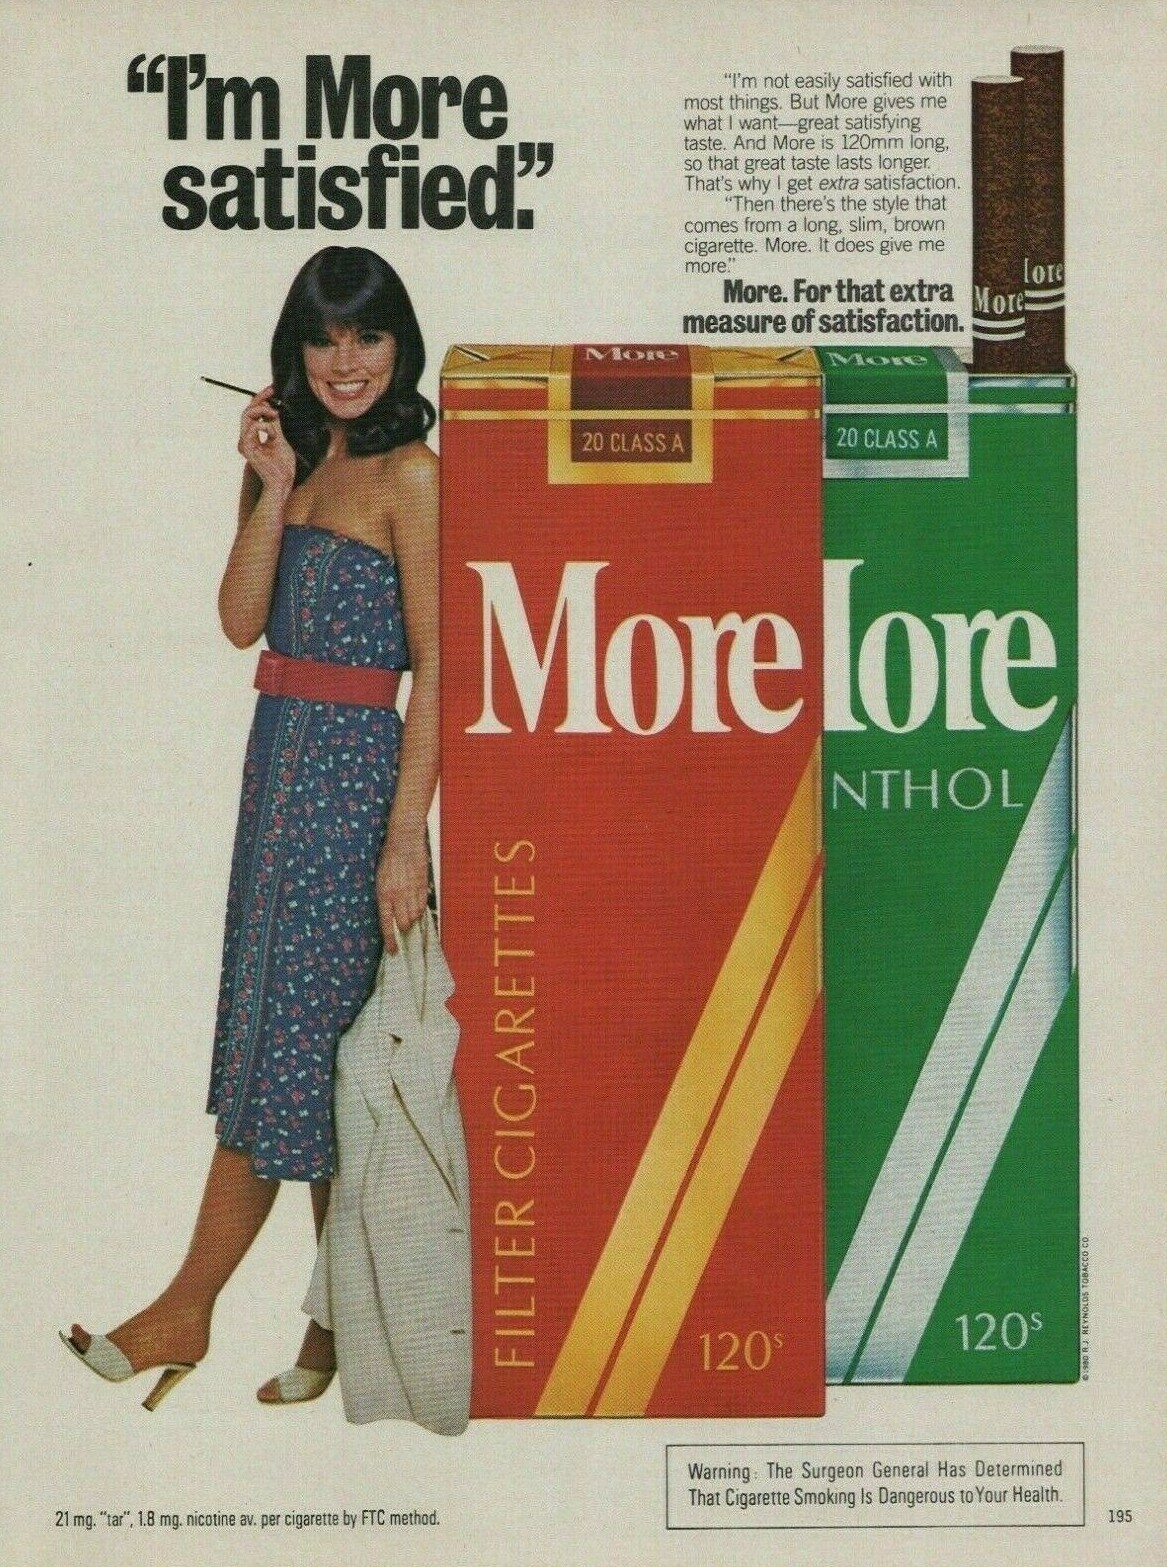 “I’m More
satisfied.”
“I’m not easily satisfied with
most things. But More gives me
what I want—great satisfying
taste. And More is 120mm long,
so that great taste lasts longer.
That’s why I get extra satisfaction.
“Then there’s the style that
comes from a long, slim, brown
cigarette. More. It does give me
more.”
More. For that extra
measure of satisfaction.
More
lore
More
More
20 CLASS A
20 CLASS A
More
lore
NTHOL
FILTER CIGARETTES
120s
120s
©1980 R.J. REYNOLDS TOBACCO CO.
Warning: The Surgeon General Has Determined
That Cigarette Smoking Is Dangerous to Your Health.
21 mg. “tar”, 1.8 mg. nicotine av. per cigarette by FTC method.
195